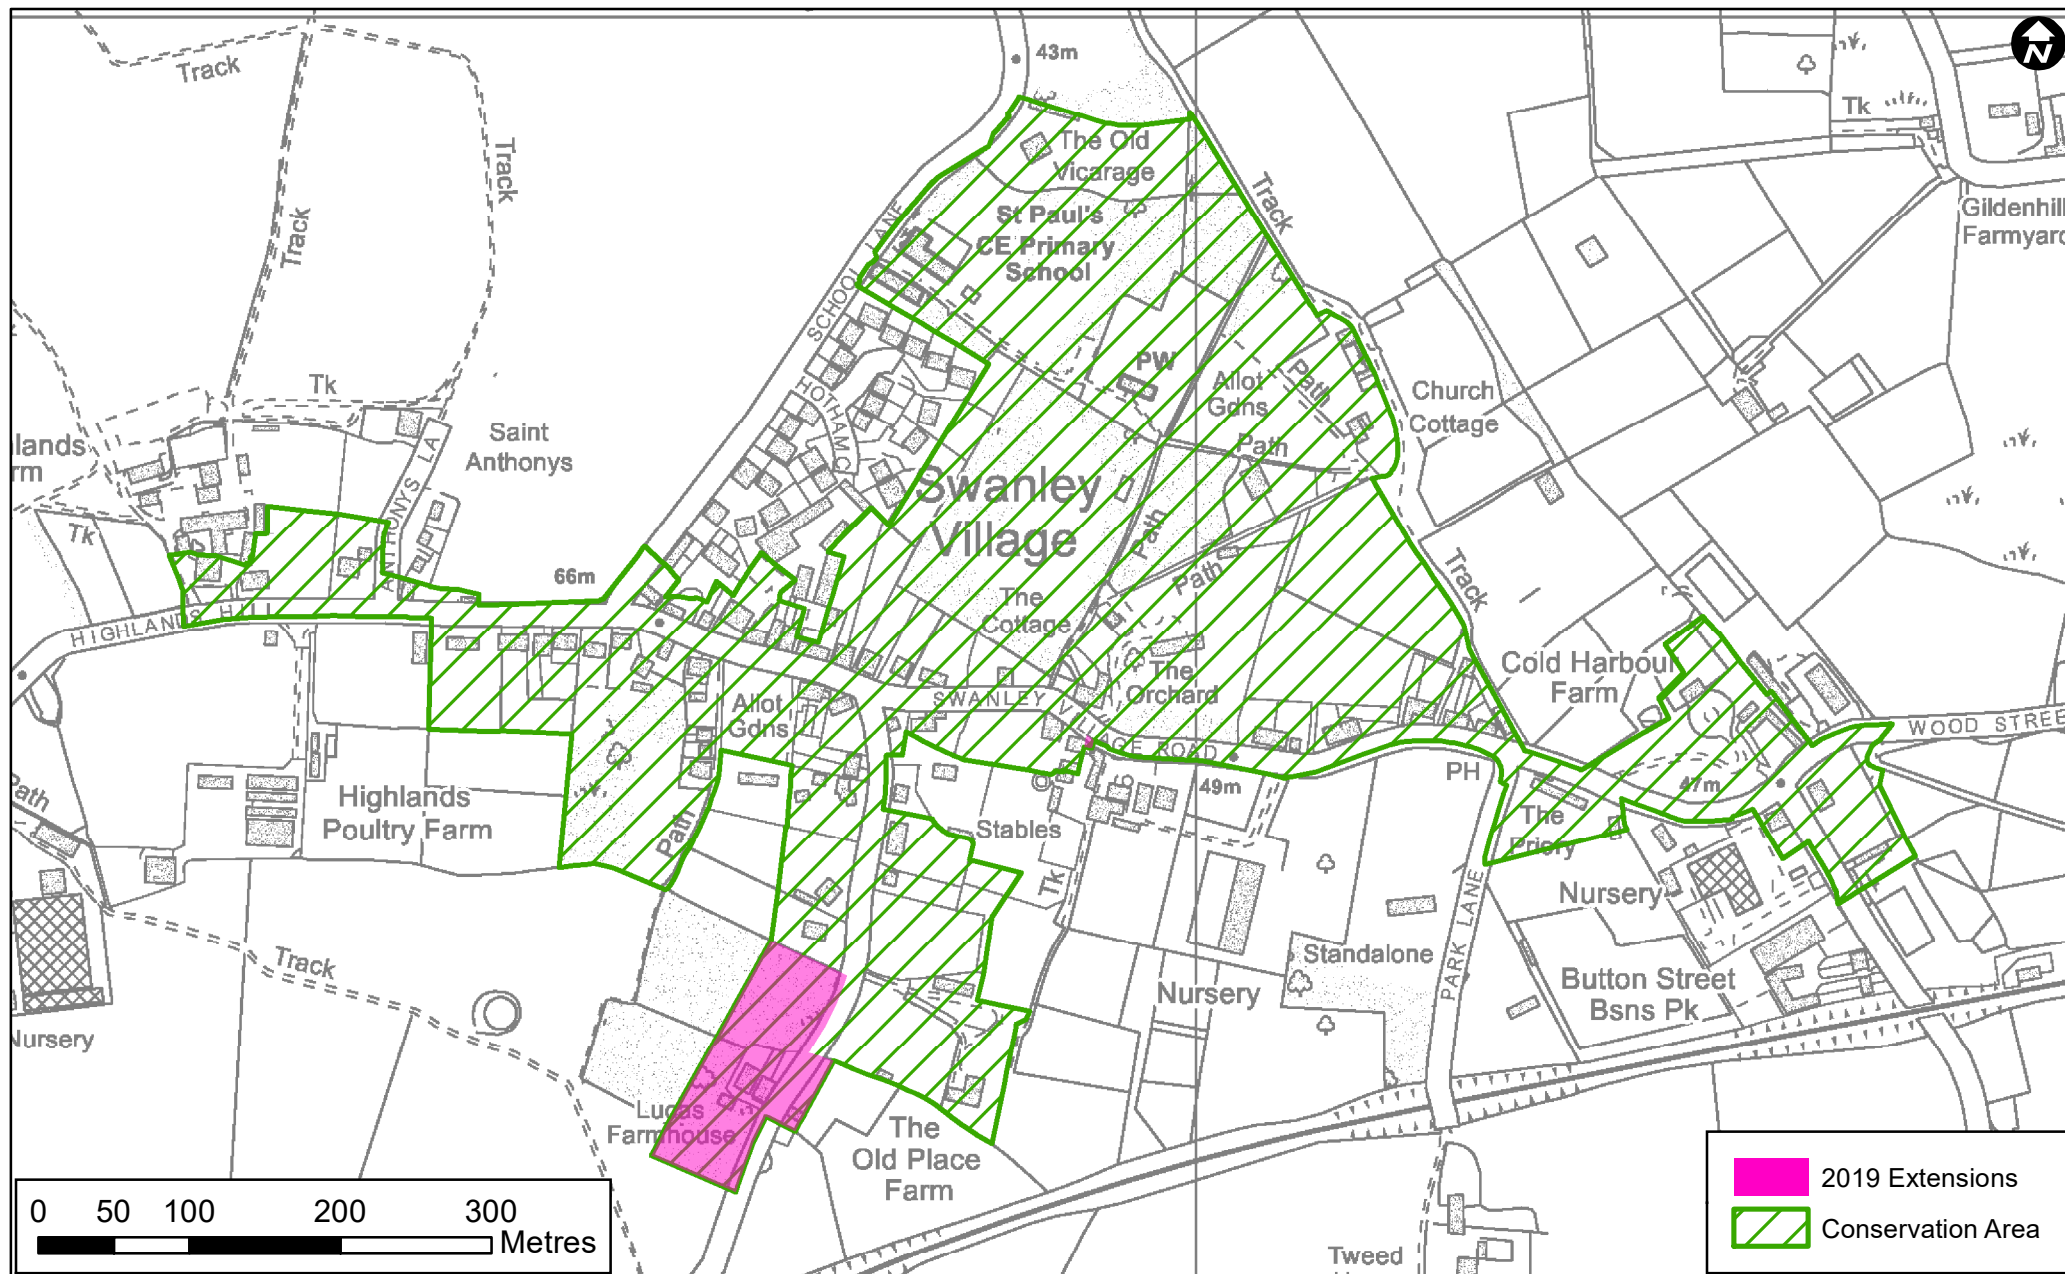 N
43m
Track
Tk
The Old
Vicarage
Track
Track
Track
Gildenhill
Farmyard
St Paul's
CE Primary
School
SCHOOL LANE
Tk
HOTHAM C
PW
Allot
Gdns
Path
Church
Cottage
Saint
Anthonys
ANTHONYS LA
Path
Swanley
Village
Path
Path
Tk
66m
The
Cottage
Track
HIGHLANDS HILL
Cold Harbour
Farm
The
Orchard
SWANLEY VILLAGE ROAD
Allot
Gdns
WOOD STREE
PH
49m
47m
Path
Highlands
Poultry Farm
Path
Stables
The
Priory
Tk
PARK LANE
Nursery
Track
Standalone
Button Street
Bsns Pk
Nursery
Nursery
Lucas
Farmhouse
The
Old Place
Farm
Tweed
0 50 100 200 300
Metres
2019 Extensions
Conservation Area